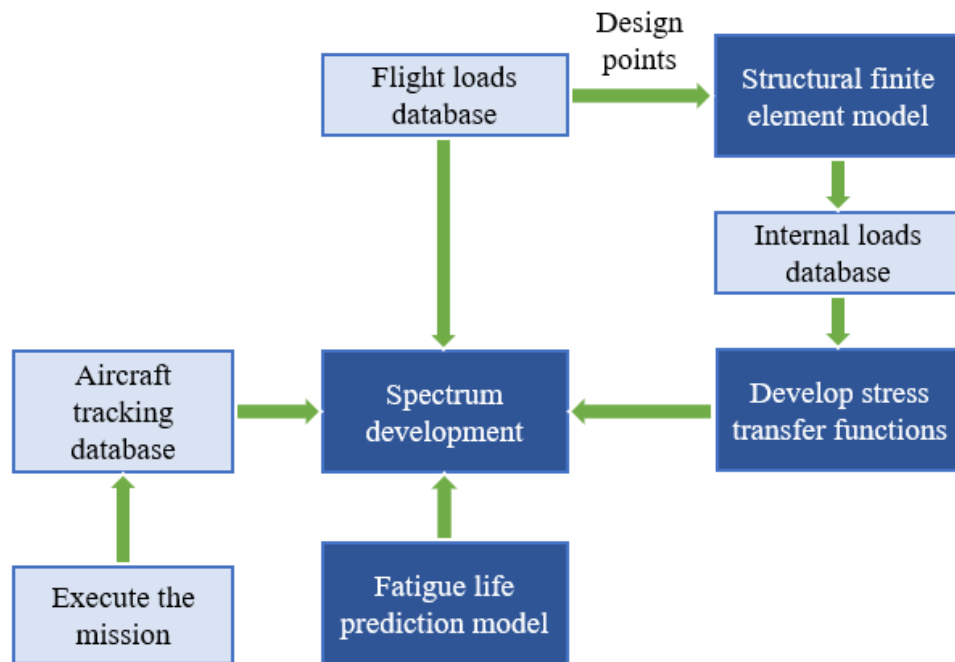 Design
points
Flight loads
database
Structural finite
element model
Internal loads
database
Aircraft
tracking
database
Spectrum
development
Develop stress
transfer functions
Execute the
mission
Fatigue life
prediction model